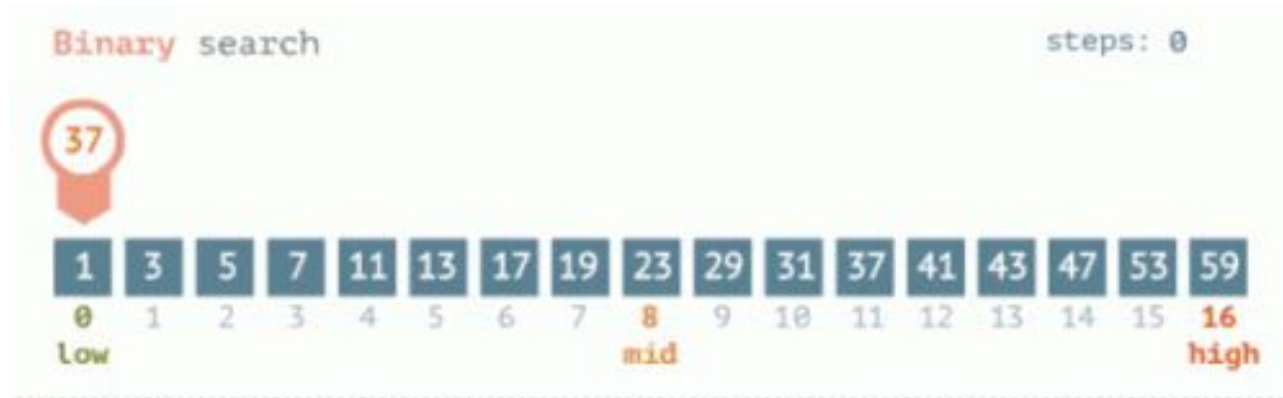 Binary search steps: 0
37
1 3 5 7 11 13 17 19 23 29 31 37 41 43 47 53 59
0 1 2 3 4 5 6 7 8 9 10 11 12 13 14 15 16
low mid high